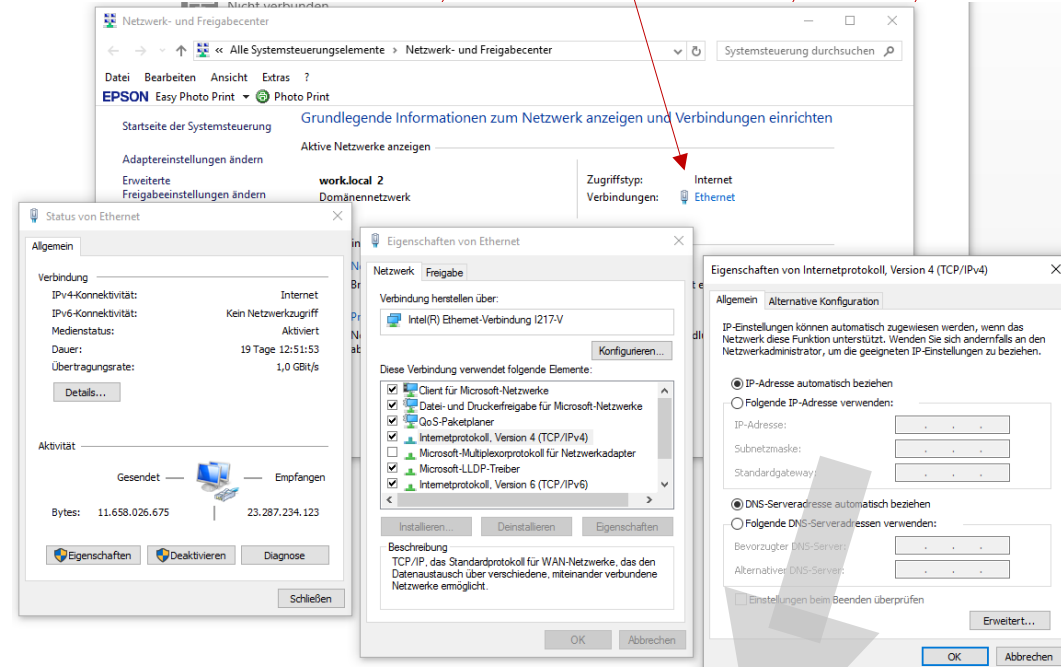 Nicht verbunden
Netzwerk- und Freigabecenter
« Alle Systemsteuerungselemente › Netzwerk- und Freigabecenter
Systemsteuerung durchsuchen
Datei Bearbeiten Ansicht Extras ?
EPSON Easy Photo Print Photo Print
Startseite der Systemsteuerung
Adaptereinstellungen ändern
Erweiterte
Freigabeeinstellungen ändern
Grundlegende Informationen zum Netzwerk anzeigen und Verbindungen einrichten
Aktive Netzwerke anzeigen
work.local 2
Domänennetzwerk
Zugriffstyp: Internet
Verbindungen: Ethernet
Status von Ethernet
Allgemein
Verbindung
IPv4-Konnektivität: Internet
IPv6-Konnektivität: Kein Netzwerkzugriff
Medienstatus: Aktiviert
Dauer: 19 Tage 12:51:53
Übertragungsrate: 1,0 GBit/s
Details...
Aktivität
Gesendet Empfangen
Bytes: 11.658.026.675 23.287.234.123
Eigenschaften Deaktivieren Diagnose
Schließen
Eigenschaften von Ethernet
Netzwerk Freigabe
Verbindung herstellen über:
Intel(R) Ethernet-Verbindung I217-V
Konfigurieren...
Diese Verbindung verwendet folgende Elemente:
Client für Microsoft-Netzwerke
Datei- und Druckerfreigabe für Microsoft-Netzwerke
QoS-Paketplaner
Internetprotokoll, Version 4 (TCP/IPv4)
Microsoft-Multiplexorprotokoll für Netzwerkadapter
Microsoft-LLDP-Treiber
Internetprotokoll, Version 6 (TCP/IPv6)
Installieren... Deinstallieren Eigenschaften
Beschreibung
TCP/IP, das Standardprotokoll für WAN-Netzwerke, das den
Datenaustausch über verschiedene, miteinander verbundene
Netzwerke ermöglicht.
OK Abbrechen
Eigenschaften von Internetprotokoll, Version 4 (TCP/IPv4)
Allgemein Alternative Konfiguration
IP-Einstellungen können automatisch zugewiesen werden, wenn das
Netzwerk diese Funktion unterstützt. Wenden Sie sich andernfalls an den
Netzwerkadministrator, um die geeigneten IP-Einstellungen zu beziehen.
IP-Adresse automatisch beziehen
Folgende IP-Adresse verwenden:
IP-Adresse:
Subnetzmaske:
Standardgateway:
DNS-Serveradresse automatisch beziehen
Folgende DNS-Serveradressen verwenden:
Bevorzugter DNS-Server:
Alternativer DNS-Server:
Einstellungen beim Beenden überprüfen
Erweitert...
OK Abbrechen